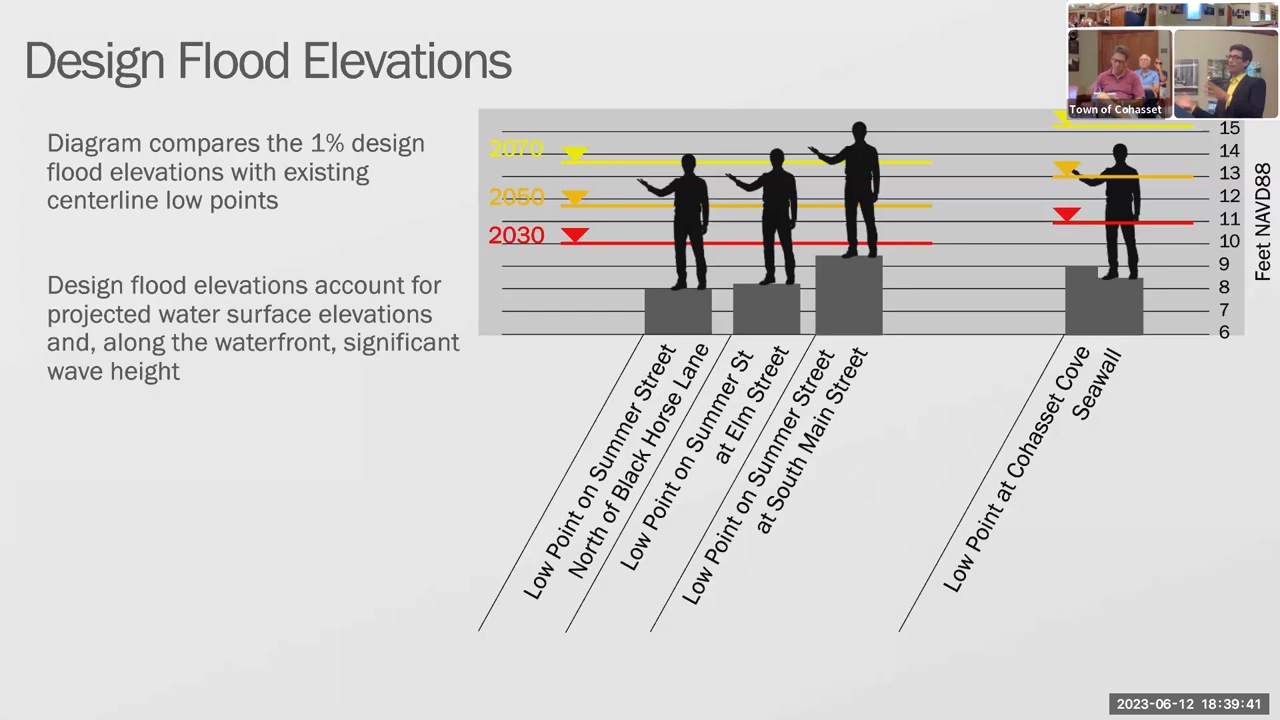 Design Flood Elevations
Town of Cohasset
Diagram compares the 1% design
flood elevations with existing
centerline low points
Design flood elevations account for
projected water surface elevations
and, along the waterfront, significant
wave height
2070
2050
2030
15
14
13
12
11
10
9
8
7
6
Feet NAVD88
Low Point on Summer Street
North of Black Horse Lane
Low Point on Summer St
at Elm Street
Low Point on Summer Street
at South Main Street
Low Point at Cohasset Cove
Seawall
2023-06-12 18:39:41